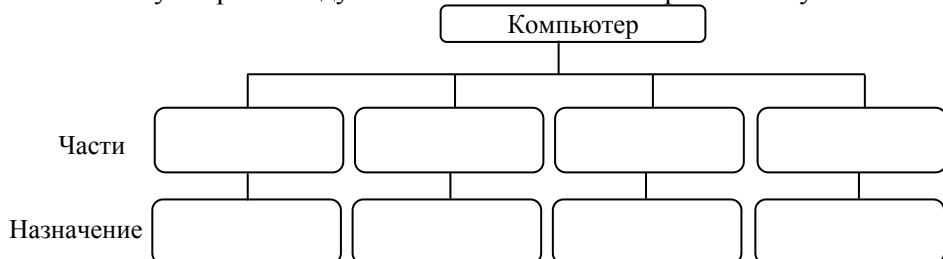 Компьютер
Части
Назначение